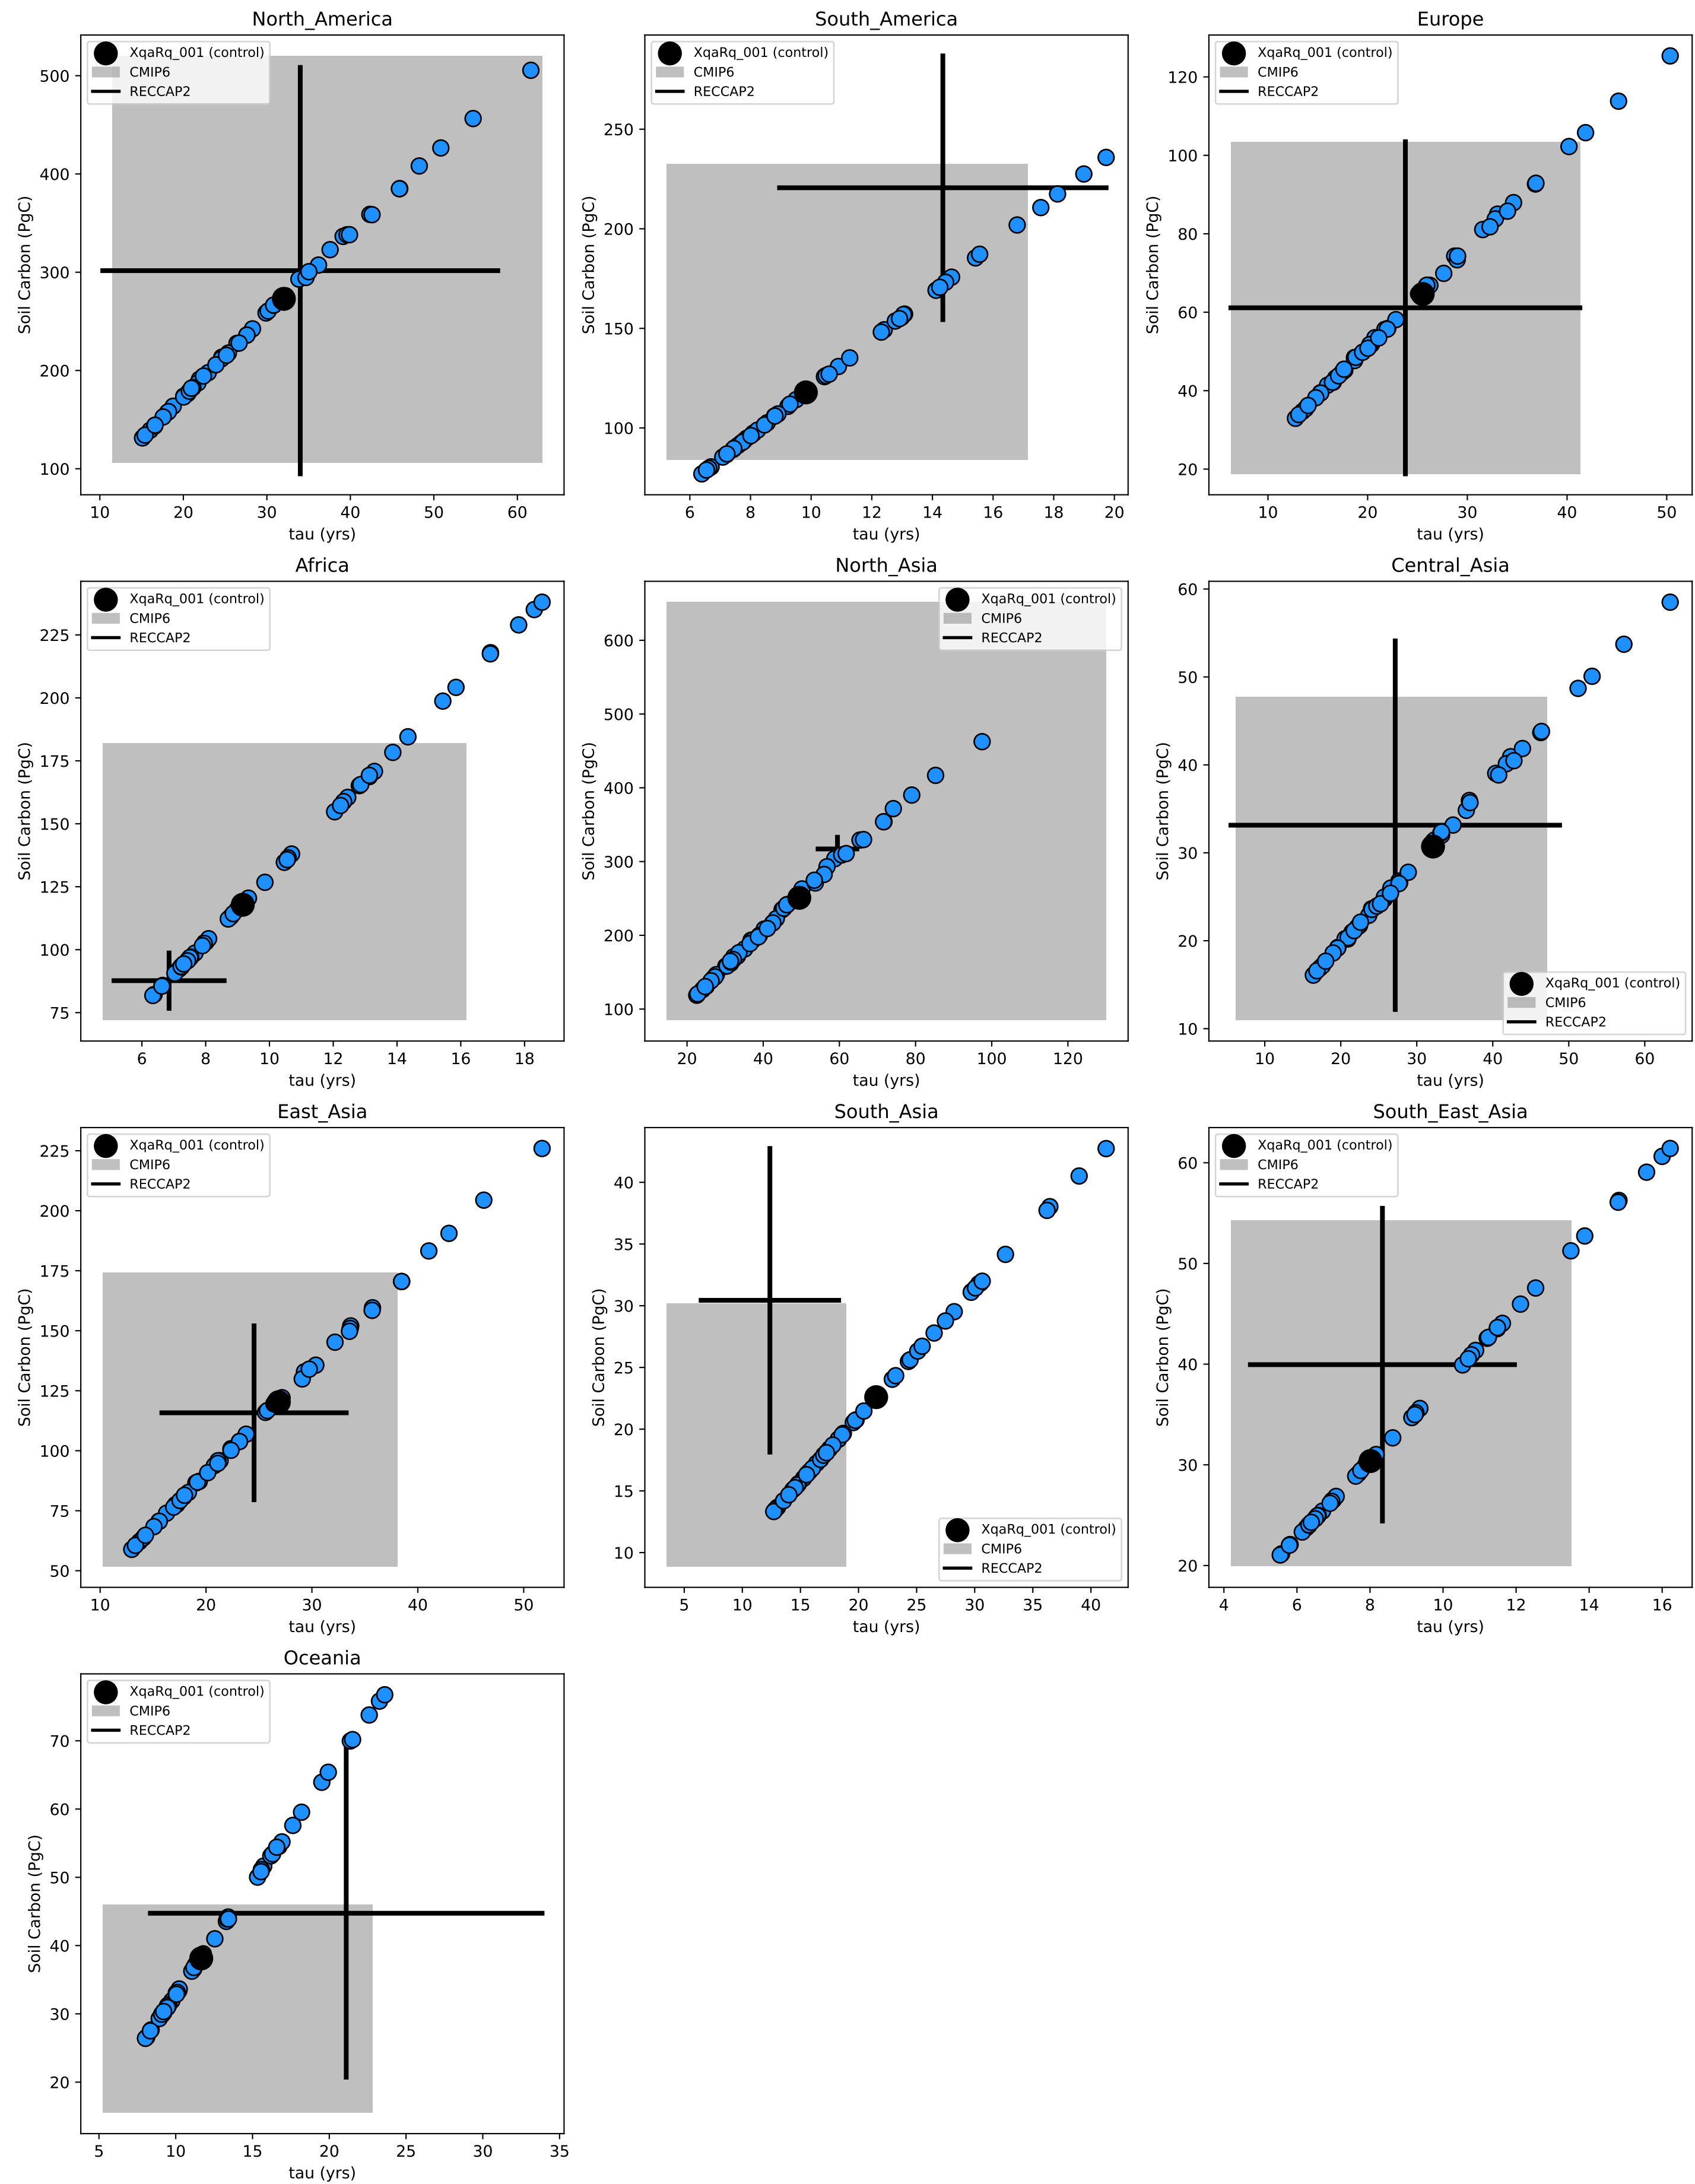 North_America
XqaRq_001 (control)
CMIP6
RECCAP2
500
400
300
200
100
Soil Carbon (PgC)
10 20 30 40 50 60
tau (yrs)
South_America
XqaRq_001 (control)
CMIP6
RECCAP2
250
200
150
100
Soil Carbon (PgC)
6 8 10 12 14 16 18 20
tau (yrs)
Europe
XqaRq_001 (control)
CMIP6
RECCAP2
120
100
80
60
40
20
Soil Carbon (PgC)
10 20 30 40 50
tau (yrs)
Africa
XqaRq_001 (control)
CMIP6
RECCAP2
225
200
175
150
125
100
75
Soil Carbon (PgC)
6 8 10 12 14 16 18
tau (yrs)
North_Asia
XqaRq_001 (control)
CMIP6
RECCAP2
600
500
400
300
200
100
Soil Carbon (PgC)
20 40 60 80 100 120
tau (yrs)
Central_Asia
60
50
40
30
20
10
Soil Carbon (PgC)
XqaRq_001 (control)
CMIP6
RECCAP2
10 20 30 40 50 60
tau (yrs)
East_Asia
XqaRq_001 (control)
CMIP6
RECCAP2
225
200
175
150
125
100
75
50
Soil Carbon (PgC)
10 20 30 40 50
tau (yrs)
South_Asia
40
35
30
25
20
15
10
Soil Carbon (PgC)
XqaRq_001 (control)
CMIP6
RECCAP2
5 10 15 20 25 30 35 40
tau (yrs)
South_East_Asia
XqaRq_001 (control)
CMIP6
RECCAP2
60
50
40
30
20
Soil Carbon (PgC)
4 6 8 10 12 14 16
tau (yrs)
Oceania
XqaRq_001 (control)
CMIP6
RECCAP2
70
60
50
40
30
20
Soil Carbon (PgC)
5 10 15 20 25 30 35
tau (yrs)